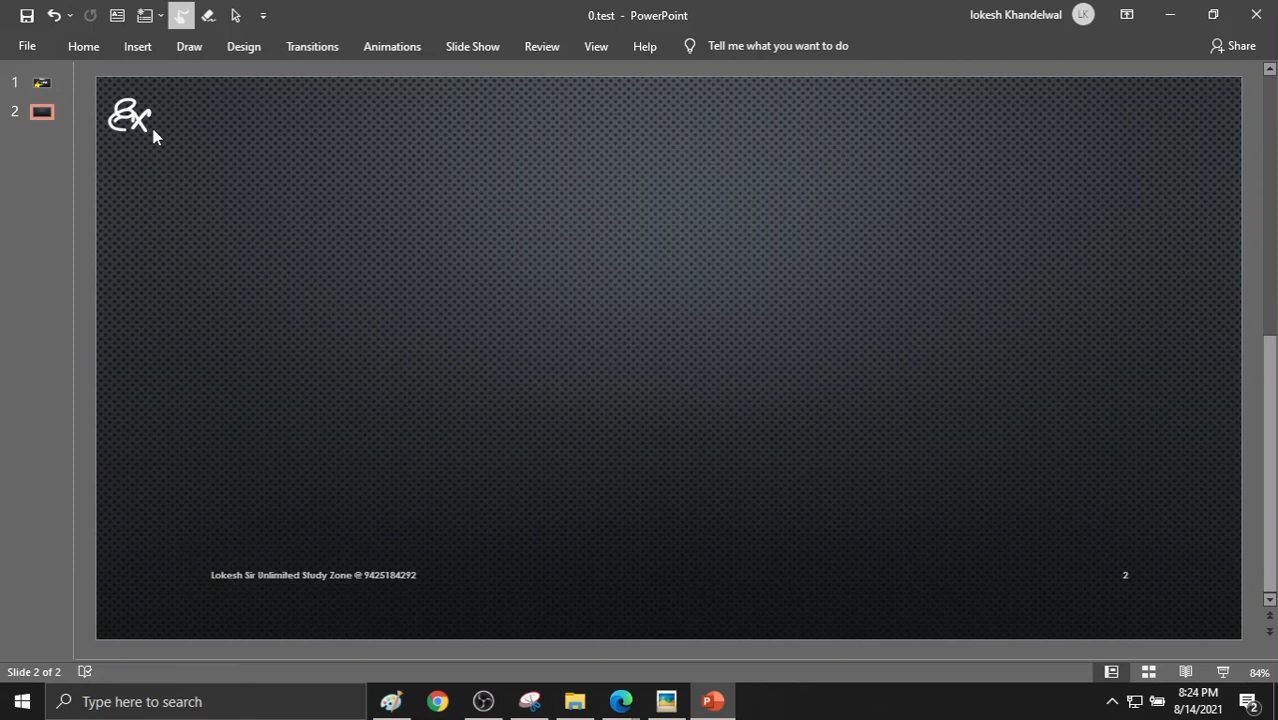 0.test - PowerPoint
lokesh Khandelwal LK
File Home Insert Draw Design Transitions Animations Slide Show Review View Help Tell me what you want to do Share
1
2
Ex
Lokesh Sir Unlimited Study Zone @ 9425184292 2
Slide 2 of 2 84%
Type here to search
8:24 PM
8/14/2021 2